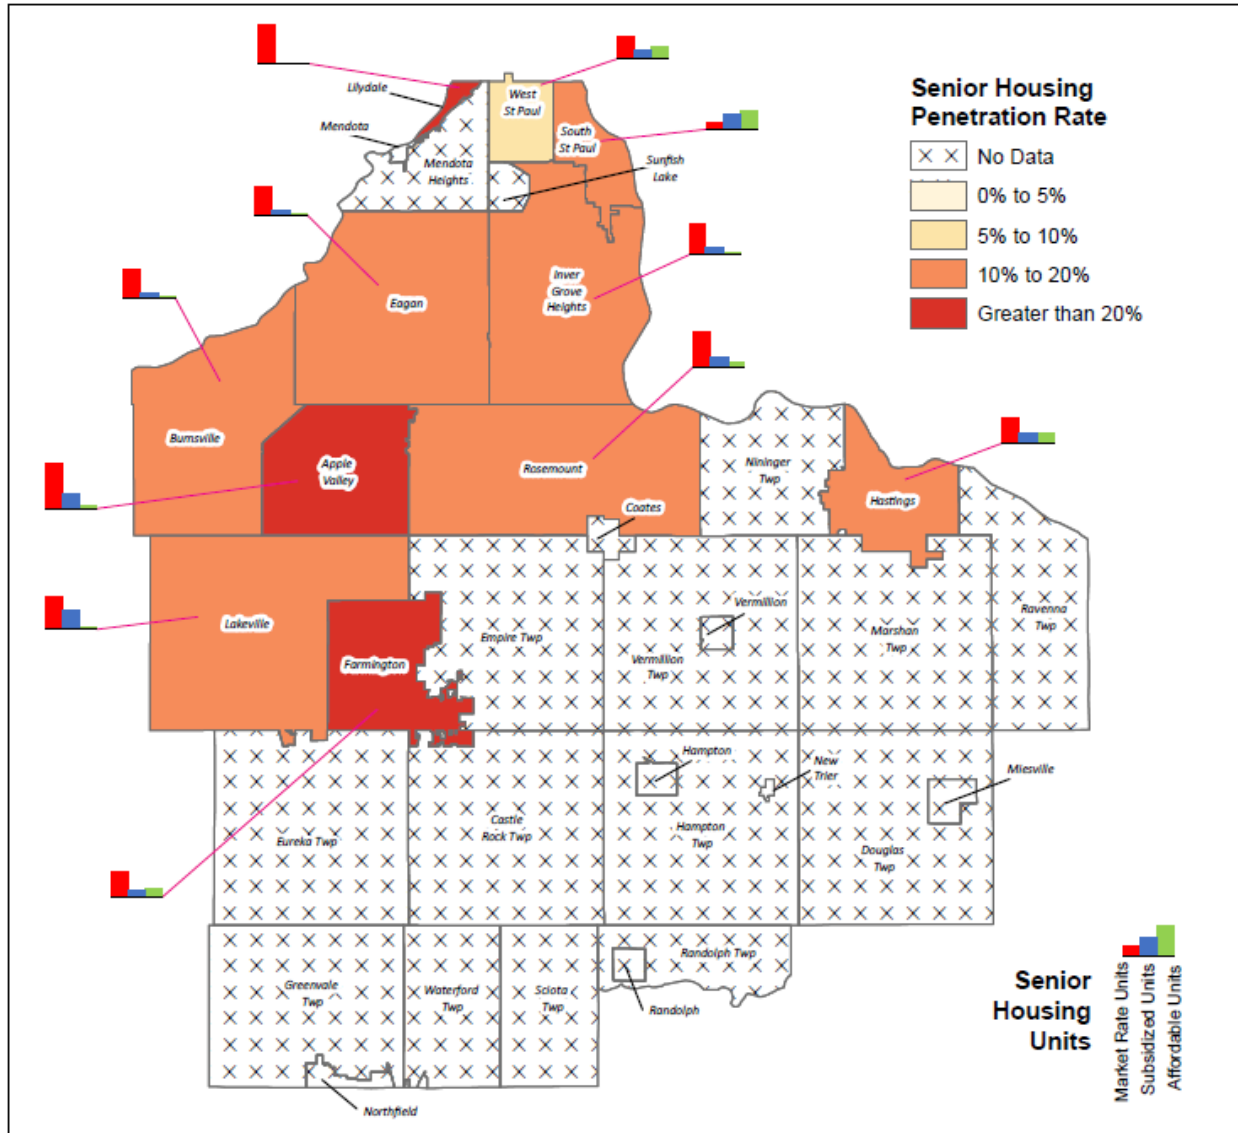 Senior Housing
Penetration Rate
No Data
0% to 5%
5% to 10%
10% to 20%
Greater than 20%
Lilydale
Mendota
Mendota
Heights
West
St Paul
South
St Paul
Sunfish
Lake
Eagan
Inver
Grove
Heights
Burnsville
Apple
Valley
Rosemount
Coates
Nininger
Twp
Hastings
Lakeville
Farmington
Empire Twp
Vermillion
Vermillion
Twp
Marshan
Twp
Ravenna
Twp
Hampton
New
Trier
Miesville
Eureka Twp
Castle
Rock Twp
Hampton
Twp
Douglas
Twp
Greenvale
Twp
Waterford
Twp
Sciota
Twp
Randolph Twp
Randolph
Northfield
Senior
Housing
Units
Market Rate Units
Subsidized Units
Affordable Units